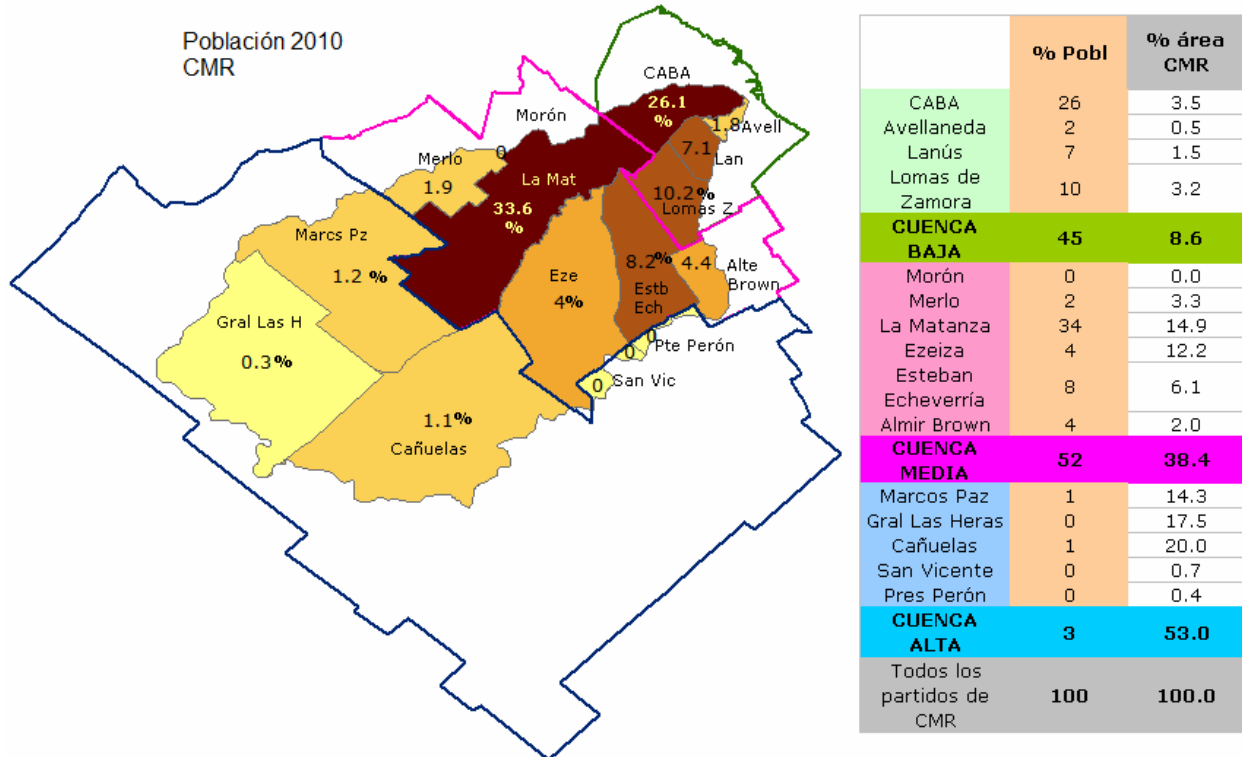 Población 2010
CMR
CABA
26.1
%
Morón
0
1.8
Avell
7.1
Lan
Merlo
1.9
La Mat
33.6
%
10.2%
Lomas Z
Marcs Pz
1.2 %
Eze
4%
8.2%
Estb
Ech
4.4
Alte
Brown
Gral Las H
0.3%
0
0
Pte Perón
0
San Vic
1.1%
Cañuelas
% Pobl % área
CMR
CABA 26 3.5
Avellaneda 2 0.5
Lanús 7 1.5
Lomas de
Zamora 10 3.2
CUENCA
BAJA 45 8.6
Morón 0 0.0
Merlo 2 3.3
La Matanza 34 14.9
Ezeiza 4 12.2
Esteban
Echeverría 8 6.1
Almir Brown 4 2.0
CUENCA
MEDIA 52 38.4
Marcos Paz 1 14.3
Gral Las Heras 0 17.5
Cañuelas 1 20.0
San Vicente 0 0.7
Pres Perón 0 0.4
CUENCA
ALTA 3 53.0
Todos los
partidos de 100 100.0
CMR